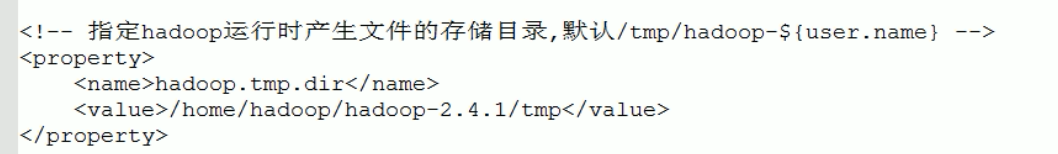 <!-- 指定hadoop运行时产生文件的存储目录,默认/tmp/hadoop-${user.name} -->
<property>
    <name>hadoop.tmp.dir</name>
    <value>/home/hadoop/hadoop-2.4.1/tmp</value>
</property>